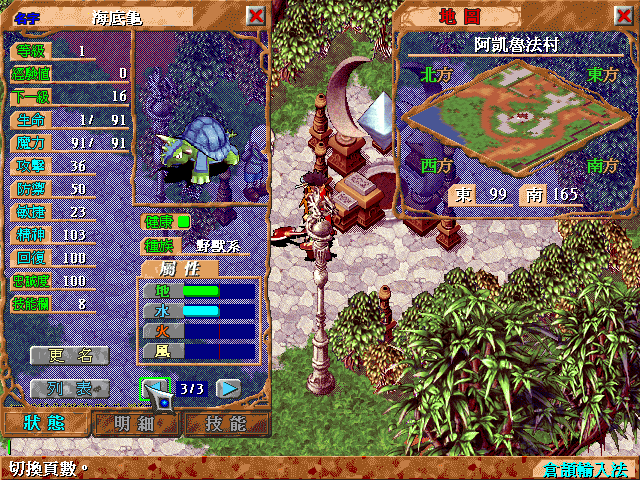 名字 海底龜
等級 1
經驗值 0
下一級 16
生命 1/ 91
魔力 91/ 91
攻擊 36
防禦 50
敏捷 23
精神 103
回復 100
忠誠度 100
技能欄 8
健康
種族 野獸系
屬性
地
水
火
風
更名
列表
3/3
狀態 明細 技能
切換頁數。
地圖
阿凱魯法村
北方 東方
西方 南方
東 99 南 165
倉頡輸入法